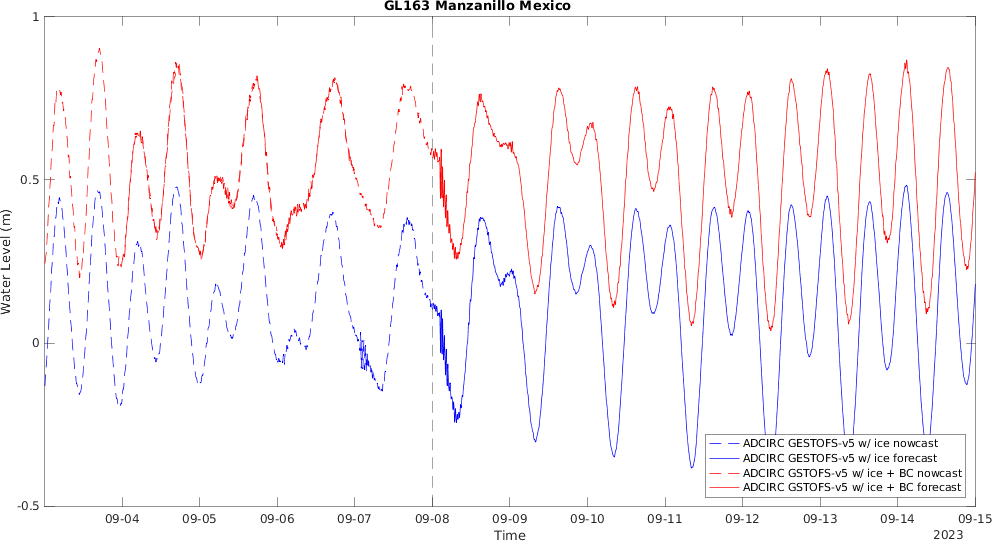 GL163 Manzanillo Mexico
1
0.5
0
-0.5
Water Level (m)
ADCIRC GESTOFS-v5 w/ ice nowcast
ADCIRC GESTOFS-v5 w/ ice forecast
ADCIRC GSTOFS-v5 w/ ice + BC nowcast
ADCIRC GSTOFS-v5 w/ ice + BC forecast
09-04 09-05 09-06 09-07 09-08 09-09 09-10 09-11 09-12 09-13 09-14 09-15
Time
2023